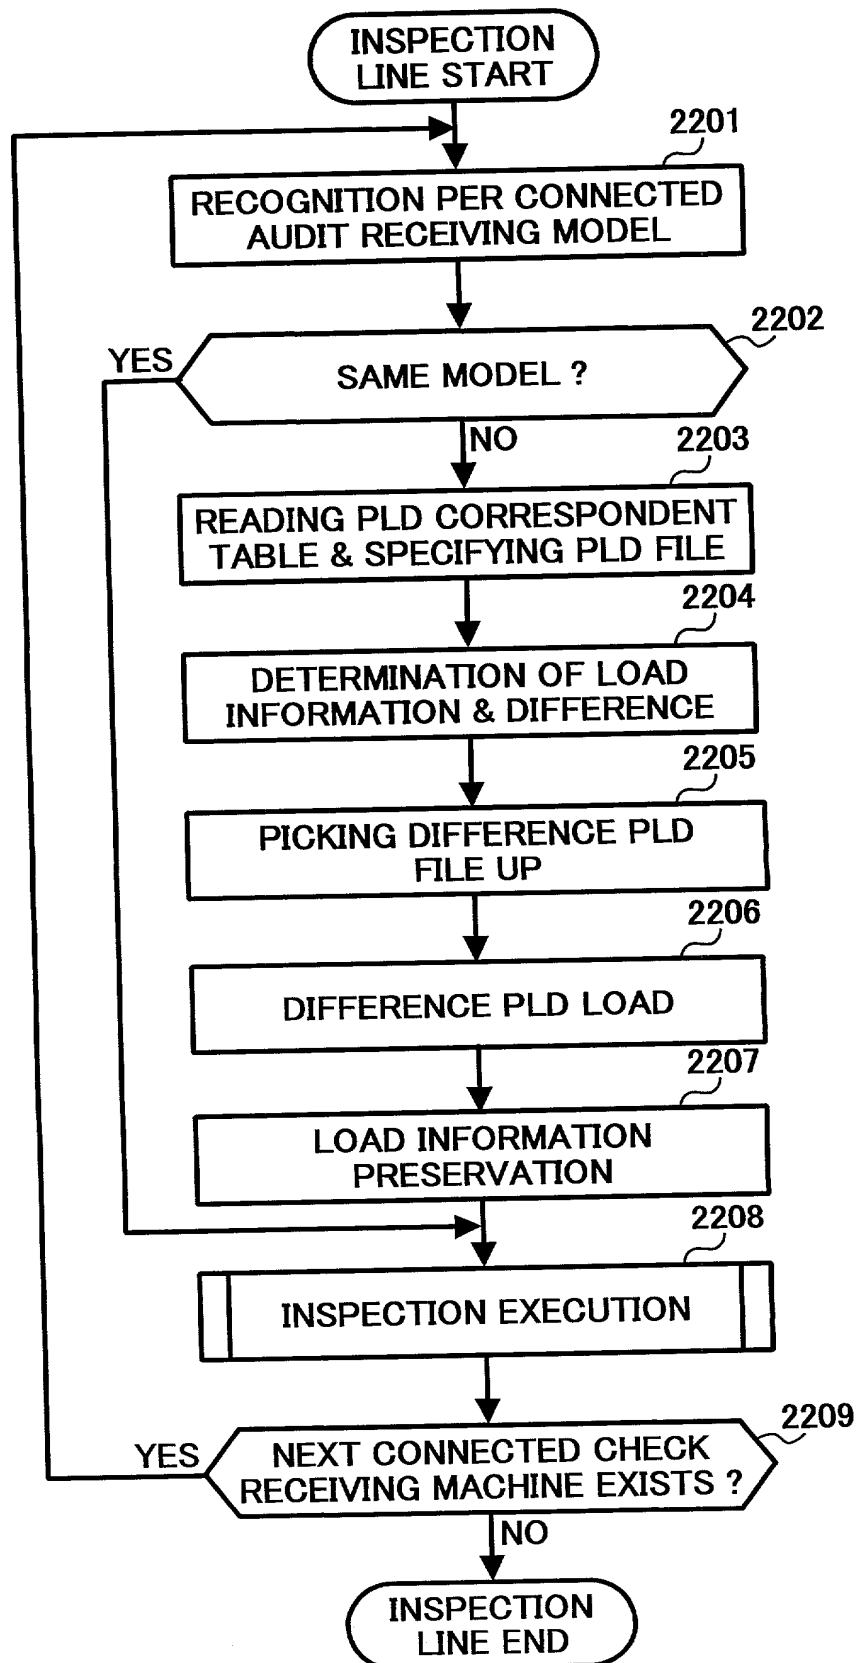 INSPECTION
LINE START
2201
RECOGNITION PER CONNECTED
AUDIT RECEIVING MODEL
2202
YES
SAME MODEL ?
NO
2203
READING PLD CORRESPONDENT
TABLE & SPECIFYING PLD FILE
2204
DETERMINATION OF LOAD
INFORMATION & DIFFERENCE
2205
PICKING DIFFERENCE PLD
FILE UP
2206
DIFFERENCE PLD LOAD
2207
LOAD INFORMATION
PRESERVATION
2208
INSPECTION EXECUTION
2209
YES
NEXT CONNECTED CHECK
RECEIVING MACHINE EXISTS ?
NO
INSPECTION
LINE END